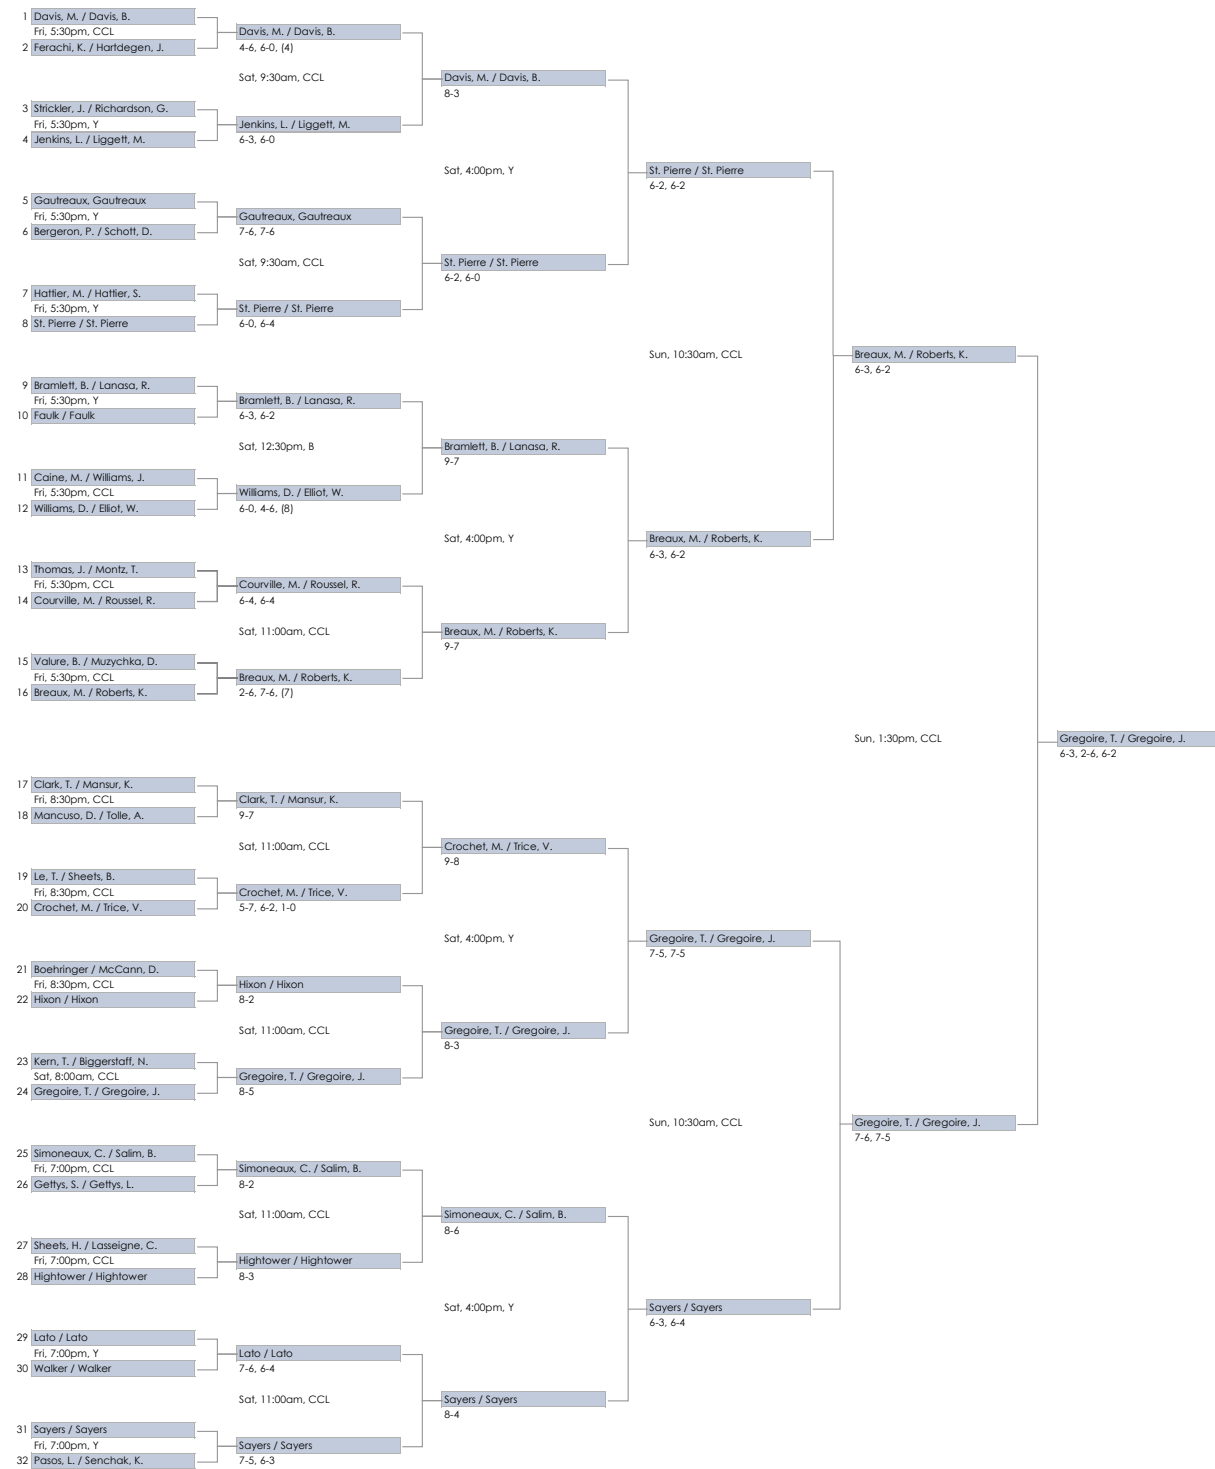 1 Davis, M. / Davis, B.
Fri, 5:30pm, CCL
Davis, M. / Davis, B.
2 Ferachi, K. / Hartdegen, J.
4-6, 6-0, (4)
Sat, 9:30am, CCL
Davis, M. / Davis, B.
8-3
3 Strickler, J. / Richardson, G.
Fri, 5:30pm, Y
Jenkins, L. / Liggett, M.
4 Jenkins, L. / Liggett, M.
6-3, 6-0
Sat, 4:00pm, Y
St. Pierre / St. Pierre
6-2, 6-2
5 Gautreaux, Gautreaux
Fri, 5:30pm, Y
Gautreaux, Gautreaux
6 Bergeron, P. / Schott, D.
7-6, 7-6
Sat, 9:30am, CCL
St. Pierre / St. Pierre
6-2, 6-0
7 Hattier, M. / Hattier, S.
Fri, 5:30pm, Y
St. Pierre / St. Pierre
8 St. Pierre / St. Pierre
6-0, 6-4
Sun, 10:30am, CCL
Breaux, M. / Roberts, K.
6-3, 6-2
9 Bramlett, B. / Lanasa, R.
Fri, 5:30pm, Y
Bramlett, B. / Lanasa, R.
10 Faulk / Faulk
6-3, 6-2
Sat, 12:30pm, B
Bramlett, B. / Lanasa, R.
9-7
11 Caine, M. / Williams, J.
Fri, 5:30pm, CCL
Williams, D. / Elliot, W.
12 Williams, D. / Elliot, W.
6-0, 4-6, (8)
Sat, 4:00pm, Y
Breaux, M. / Roberts, K.
6-3, 6-2
13 Thomas, J. / Montz, T.
Fri, 5:30pm, CCL
Courville, M. / Roussel, R.
14 Courville, M. / Roussel, R.
6-4, 6-4
Sat, 11:00am, CCL
Breaux, M. / Roberts, K.
9-7
15 Valure, B. / Muzychka, D.
Fri, 5:30pm, CCL
Breaux, M. / Roberts, K.
16 Breaux, M. / Roberts, K.
2-6, 7-6, (7)
Sun, 1:30pm, CCL
Gregoire, T. / Gregoire, J.
6-3, 2-6, 6-2
17 Clark, T. / Mansur, K.
Fri, 8:30pm, CCL
Clark, T. / Mansur, K.
18 Mancuso, D. / Tolle, A.
9-7
Sat, 11:00am, CCL
Crochet, M. / Trice, V.
9-8
19 Le, T. / Sheets, B.
Fri, 8:30pm, CCL
Crochet, M. / Trice, V.
20 Crochet, M. / Trice, V.
5-7, 6-2, 1-0
Sat, 4:00pm, Y
Gregoire, T. / Gregoire, J.
7-5, 7-5
21 Boehringer / McCann, D.
Fri, 8:30pm, CCL
Hixon / Hixon
22 Hixon / Hixon
8-2
Sat, 11:00am, CCL
Gregoire, T. / Gregoire, J.
8-3
23 Kern, T. / Biggerstaff, N.
Sat, 8:00am, CCL
Gregoire, T. / Gregoire, J.
24 Gregoire, T. / Gregoire, J.
8-5
Sun, 10:30am, CCL
Gregoire, T. / Gregoire, J.
7-6, 7-5
25 Simoneaux, C. / Salim, B.
Fri, 7:00pm, CCL
Simoneaux, C. / Salim, B.
26 Gettys, S. / Gettys, L.
8-2
Sat, 11:00am, CCL
Simoneaux, C. / Salim, B.
8-6
27 Sheets, H. / Lasseigne, C.
Fri, 7:00pm, CCL
Hightower / Hightower
28 Hightower / Hightower
8-3
Sat, 4:00pm, Y
Sayers / Sayers
6-3, 6-4
29 Lato / Lato
Fri, 7:00pm, Y
Lato / Lato
30 Walker / Walker
7-6, 6-4
Sat, 11:00am, CCL
Sayers / Sayers
8-4
31 Sayers / Sayers
Fri, 7:00pm, Y
Sayers / Sayers
32 Pasos, L. / Senchak, K.
7-5, 6-3